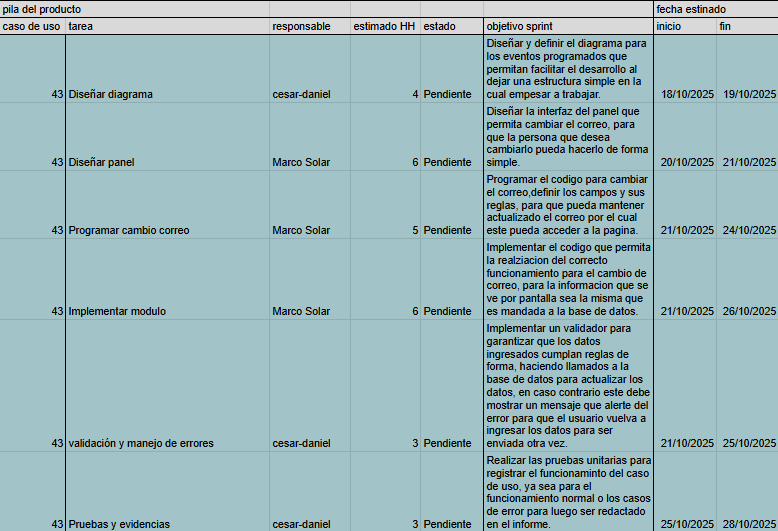 pila del producto fecha estinado
caso de uso tarea responsable estimado HH estado objetivo sprint inicio fin
Diseñar y definir el diagrama para
los eventos programados que
permitan facilitar el desarrollo al
dejar una estructura simple en la
43 Diseñar diagrama cesar-daniel 4 Pendiente cual empesar a trabajar. 18/10/2025 19/10/2025
Diseñar la interfaz del panel que
permita cambiar el correo, para
que la persona que desea
cambiarlo pueda hacerlo de forma
43 Diseñar panel Marco Solar 6 Pendiente simple. 20/10/2025 21/10/2025
Programar el codigo para cambiar
el correo,definir los campos y sus
reglas, para que pueda mantener
actualizado el correo por el cual
43 Programar cambio correo Marco Solar 5 Pendiente este pueda acceder a la pagina. 21/10/2025 24/10/2025
Implementar el codigo que permita
la realziacion del correcto
funcionamiento para el cambio de
correo, para la informacion que se
ve por pantalla sea la misma que
43 Implementar modulo Marco Solar 6 Pendiente es mandada a la base de datos. 21/10/2025 26/10/2025
Implementar un validador para
garantizar que los datos
ingresados cumplan reglas de
forma, haciendo llamados a la
base de datos para actualizar los
datos, en caso contrario este debe
mostrar un mensaje que alerte del
error para que el usuario vuelva a
ingresar los datos para ser
43 validación y manejo de errores cesar-daniel 3 Pendiente enviada otra vez. 21/10/2025 25/10/2025
Realizar las pruebas unitarias para
registrar el funcionaminto del caso
de uso, ya sea para el
funcionamiento normal o los casos
de error para luego ser redactado
43 Pruebas y evidencias cesar-daniel 3 Pendiente en el informe. 25/10/2025 28/10/2025